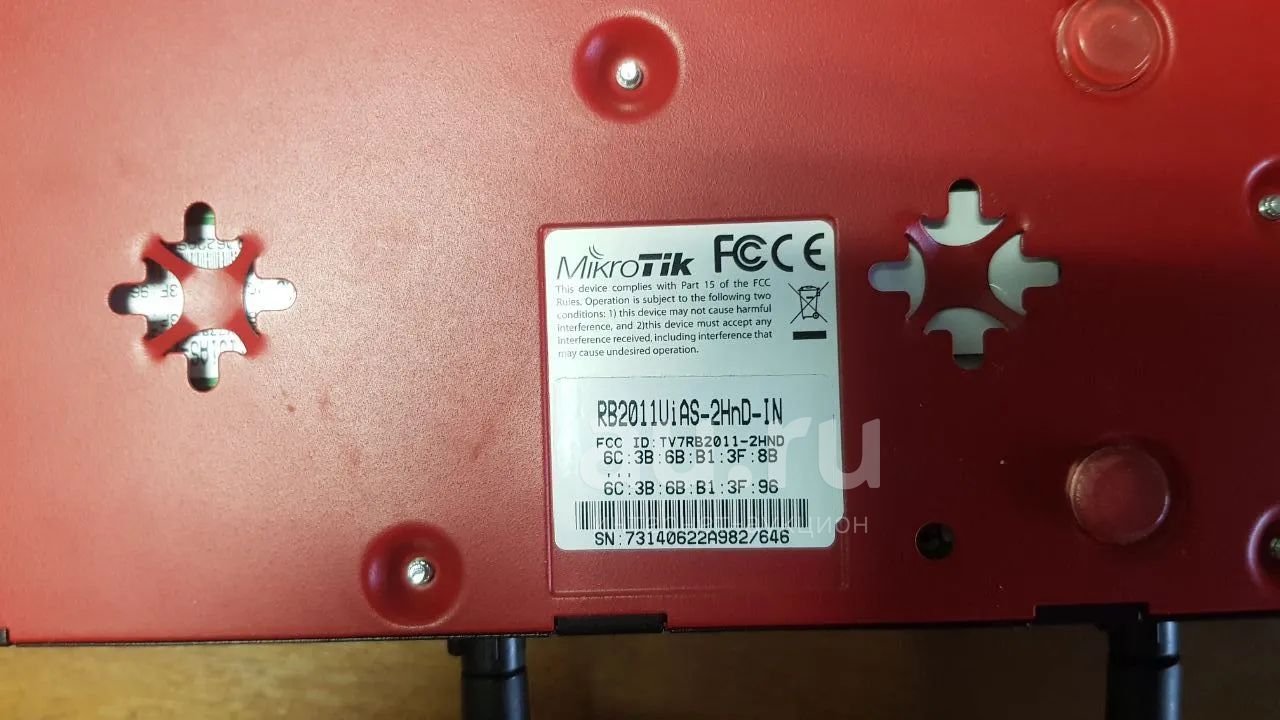 MikroTik FC CE
This device complies with Part 15 of the FCC
Rules. Operation is subject to the following two
conditions: 1) this device may not cause harmful
interference, and 2)this device must accept any
interference received, including interference that
may cause undesired operation.
RB2011UiAS-2HnD-IN
FCC ID:TV7RB2011-2HND
6C:3B:6B:B1:3F:8B
...
6C:3B:6B:B1:3F:96
SN:73140622A982/646
au.ru